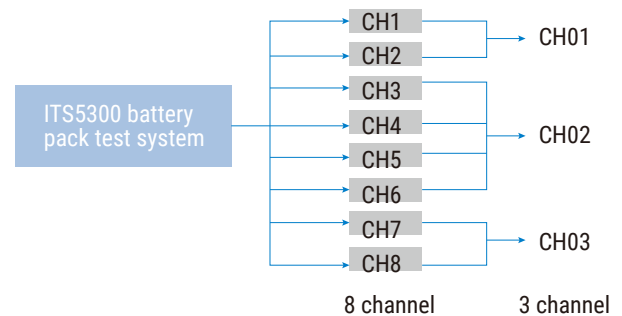 ITS5300 battery
pack test system
CH1
CH2
CH3
CH4
CH5
CH6
CH7
CH8
8 channel
CH01
CH02
CH03
3 channel